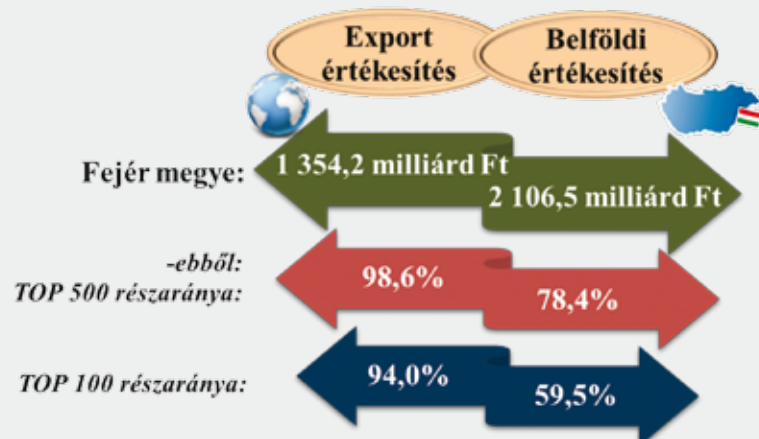 Export
értékesítés
Belföldi
értékesítés
Fejér megye:
1 354,2 milliárd Ft
2 106,5 milliárd Ft
-ebből:
TOP 500 részaránya:
98,6%
78,4%
TOP 100 részaránya:
94,0%
59,5%